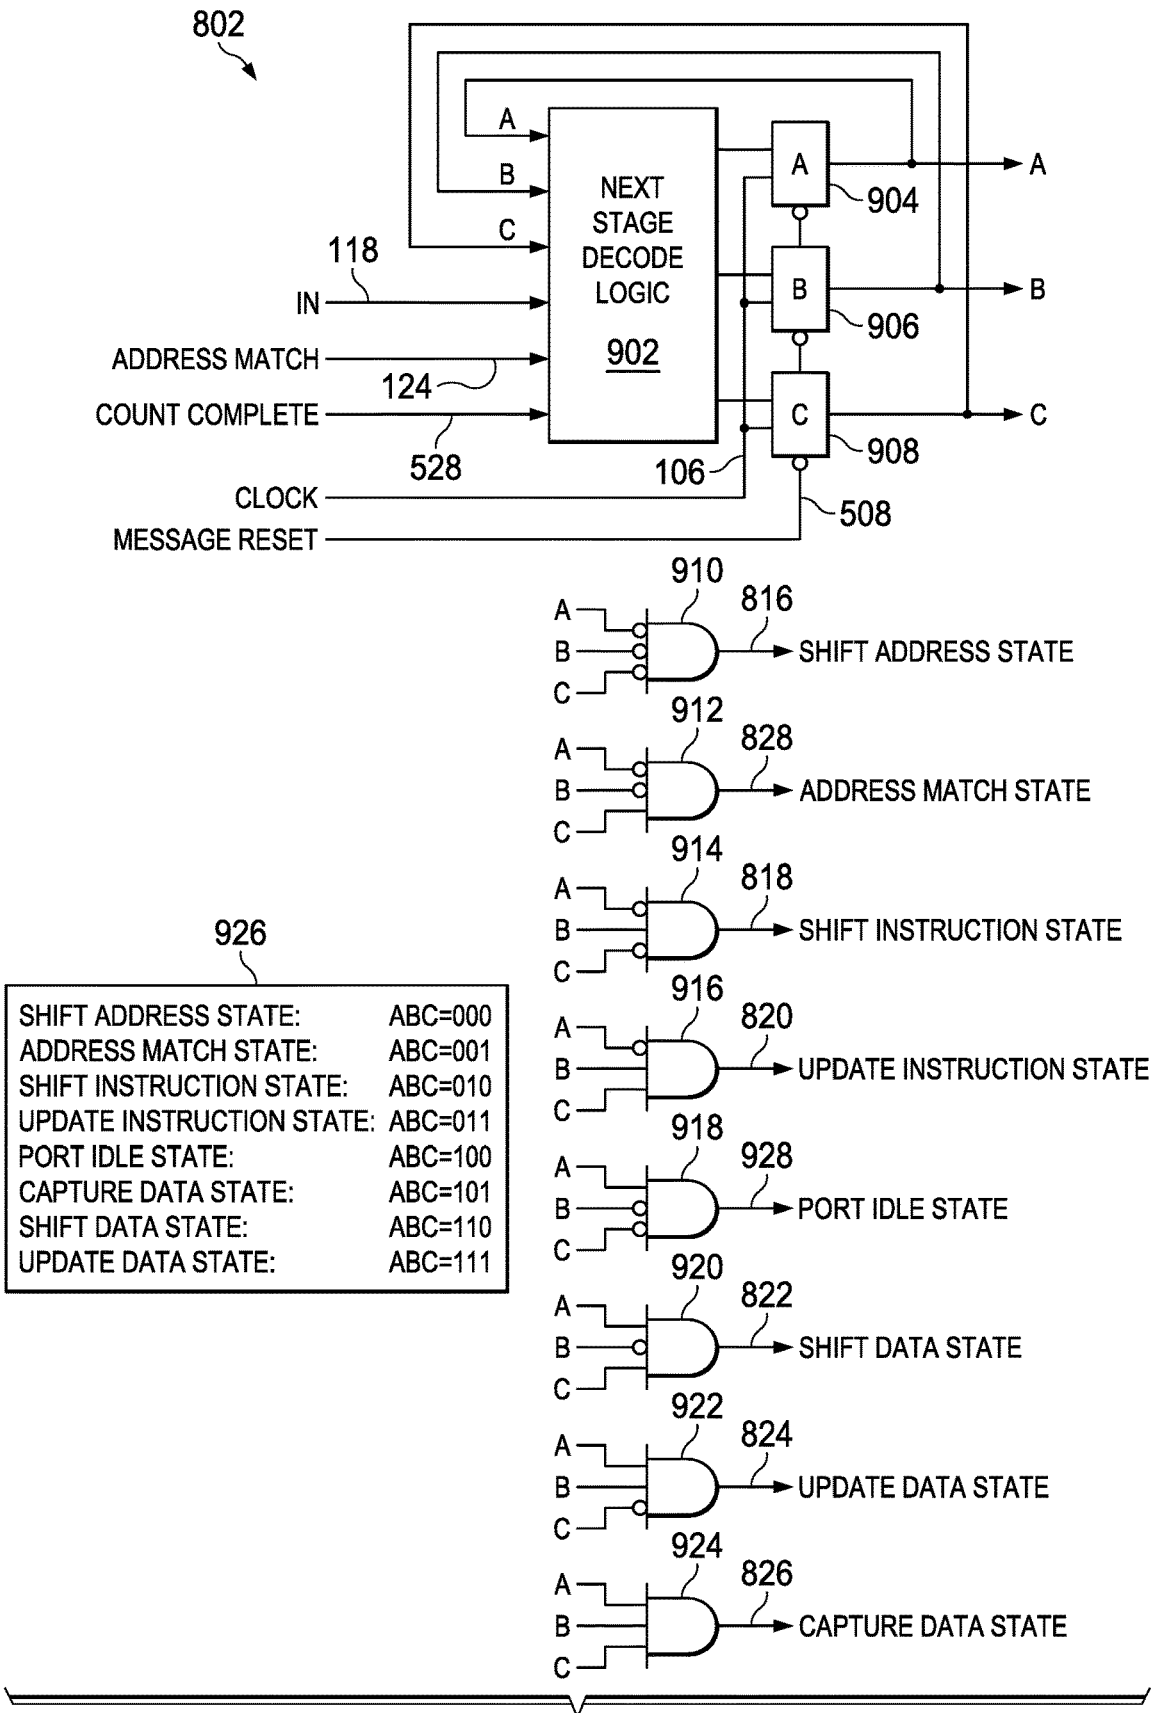 802
A
A
A
904
B
NEXT
STAGE
DECODE
LOGIC
902
C
B
B
906
118
IN
ADDRESS MATCH
124
C
C
908
COUNT COMPLETE
528
106
CLOCK
508
MESSAGE RESET
910
A
B
C
816
SHIFT ADDRESS STATE
912
A
B
C
828
ADDRESS MATCH STATE
914
A
B
C
818
SHIFT INSTRUCTION STATE
926
SHIFT ADDRESS STATE: ABC=000
ADDRESS MATCH STATE: ABC=001
SHIFT INSTRUCTION STATE: ABC=010
UPDATE INSTRUCTION STATE: ABC=011
PORT IDLE STATE: ABC=100
CAPTURE DATA STATE: ABC=101
SHIFT DATA STATE: ABC=110
UPDATE DATA STATE: ABC=111
916
A
B
C
820
UPDATE INSTRUCTION STATE
918
A
B
C
928
PORT IDLE STATE
920
A
B
C
822
SHIFT DATA STATE
922
A
B
C
824
UPDATE DATA STATE
924
A
B
C
826
CAPTURE DATA STATE